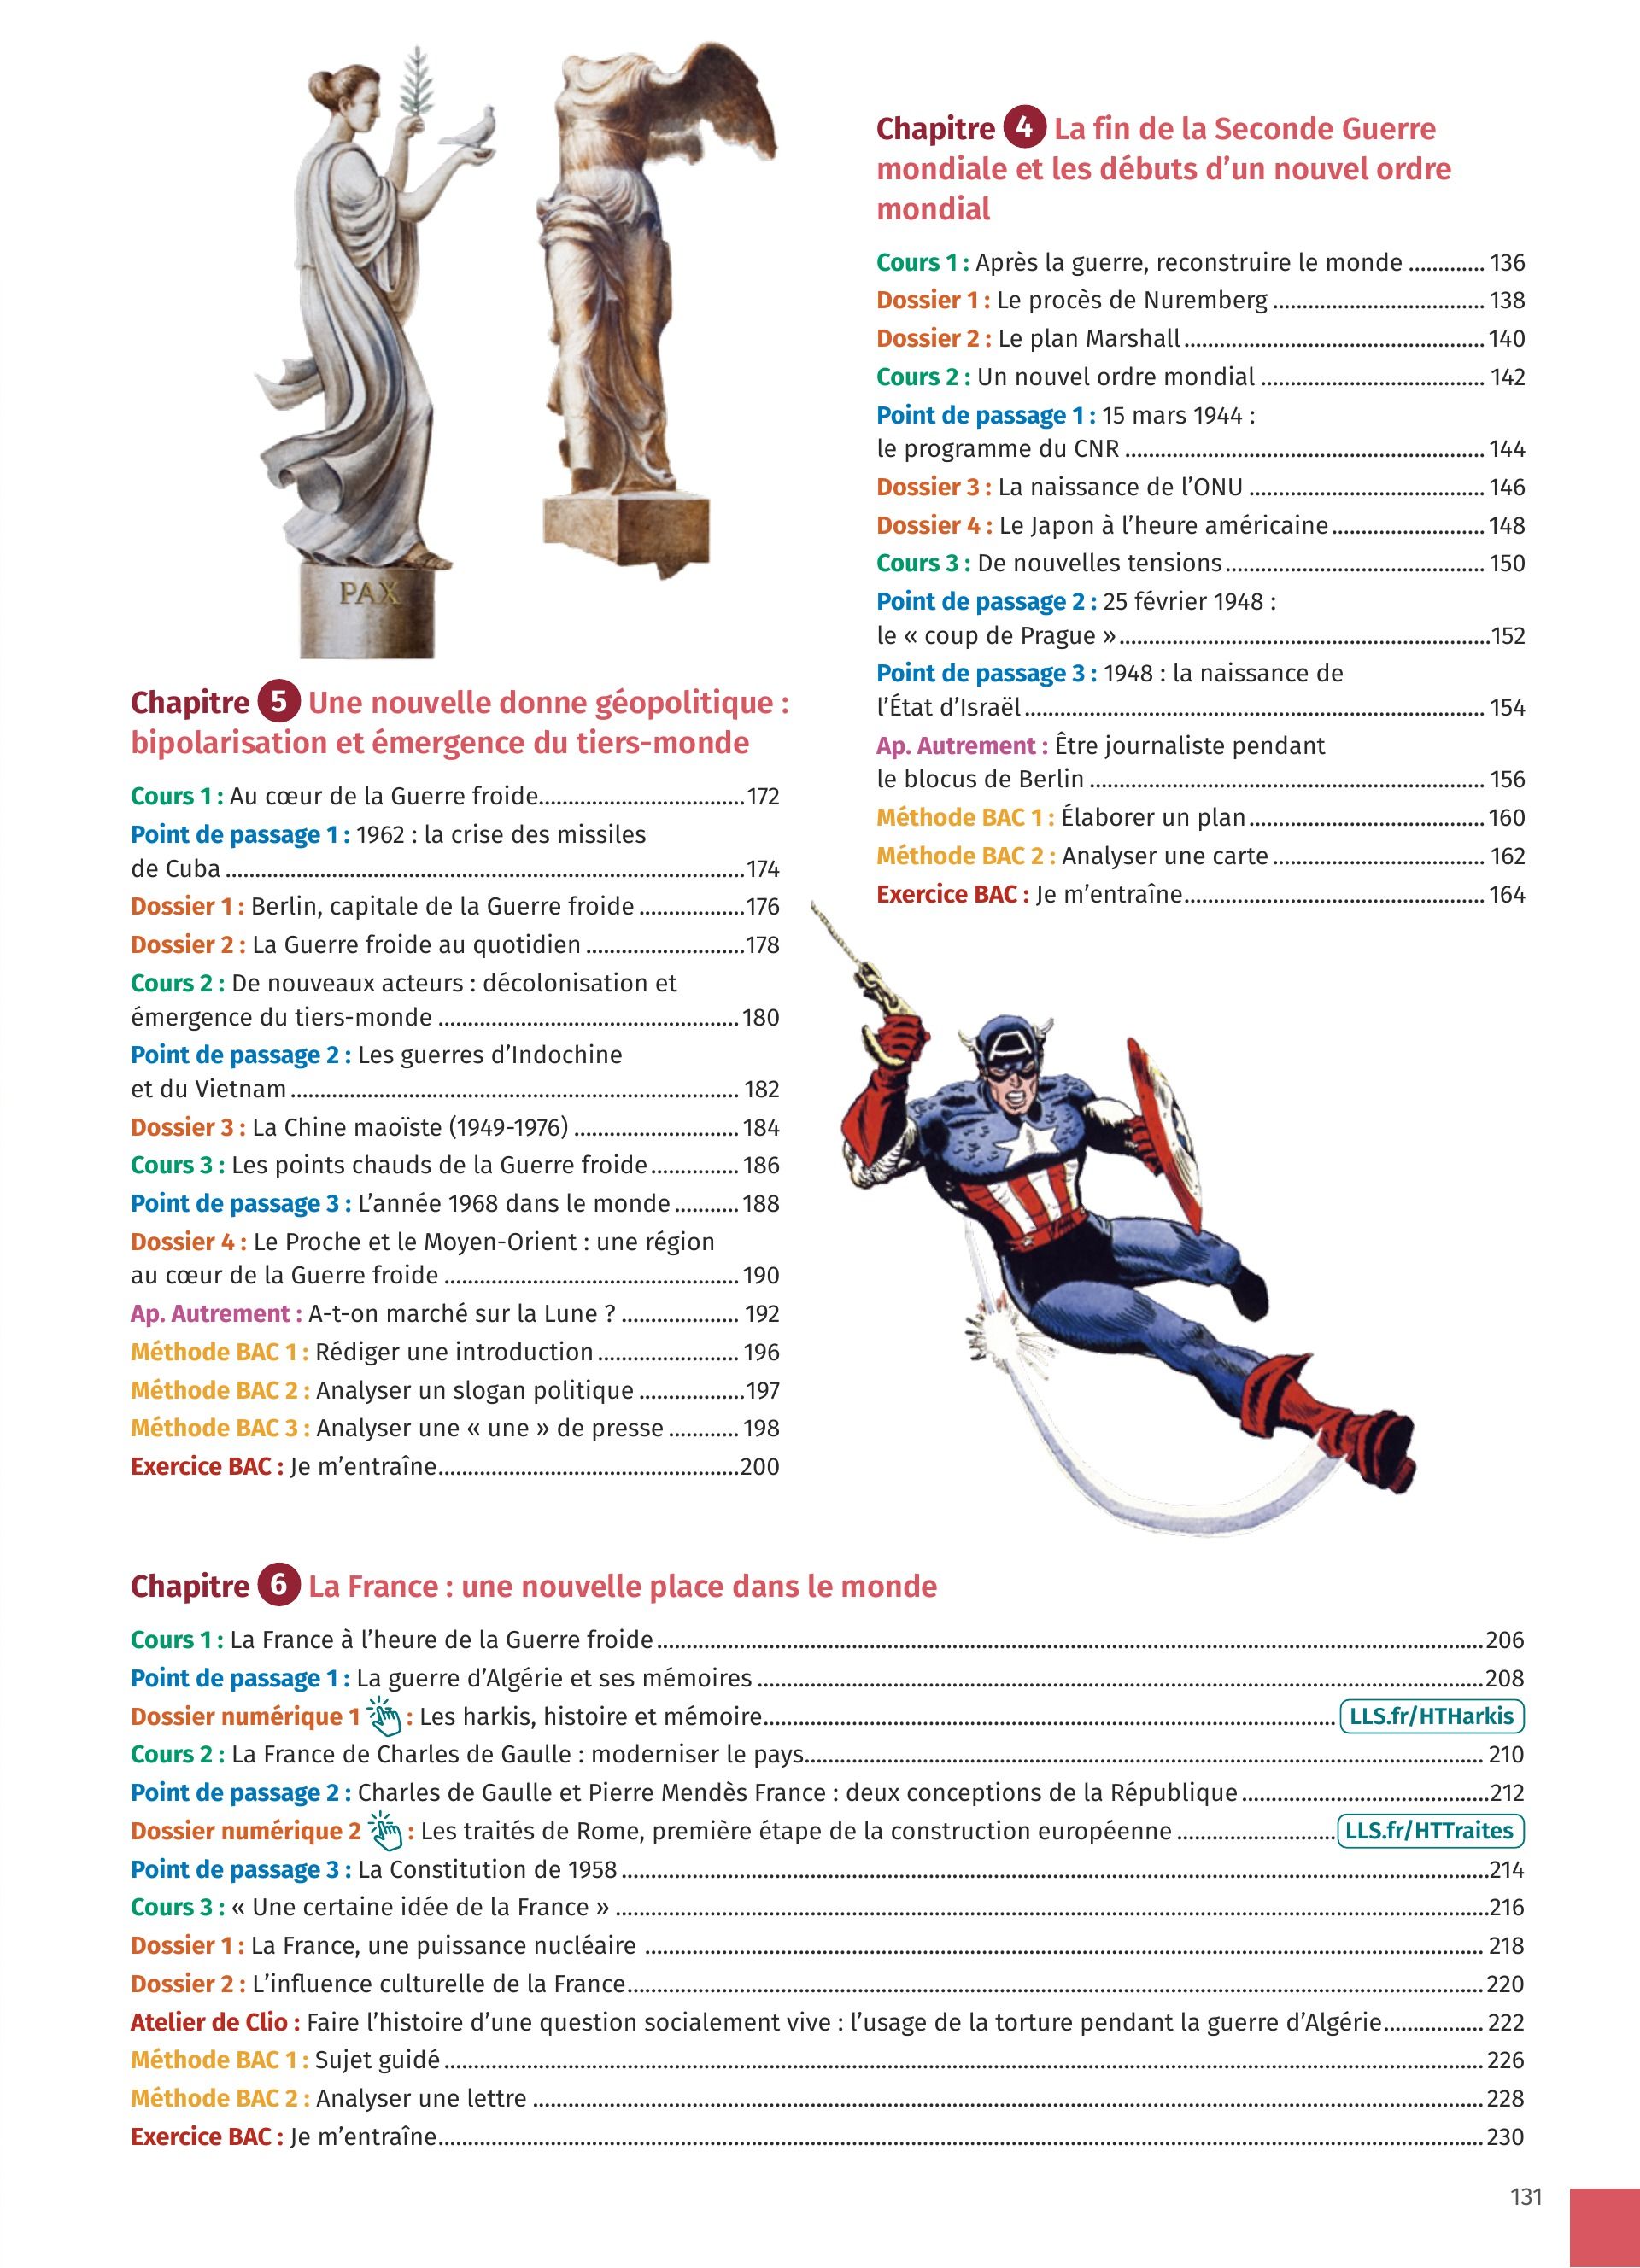 PAX
Chapitre 4 La fin de la Seconde Guerre
mondiale et les débuts d’un nouvel ordre
mondial
Cours 1 : Après la guerre, reconstruire le monde ............. 136
Dossier 1 : Le procès de Nuremberg .................................... 138
Dossier 2 : Le plan Marshall ................................................... 140
Cours 2 : Un nouvel ordre mondial ...................................... 142
Point de passage 1 : 15 mars 1944 :
le programme du CNR ............................................................. 144
Dossier 3 : La naissance de l’ONU ........................................ 146
Dossier 4 : Le Japon à l’heure américaine .......................... 148
Cours 3 : De nouvelles tensions ............................................ 150
Point de passage 2 : 25 février 1948 :
le « coup de Prague » ............................................................... 152
Point de passage 3 : 1948 : la naissance de
l’État d’Israël .............................................................................. 154
Ap. Autrement : Être journaliste pendant
le blocus de Berlin ................................................................... 156
Méthode BAC 1 : Élaborer un plan ........................................ 160
Méthode BAC 2 : Analyser une carte .................................... 162
Exercice BAC : Je m’entraîne ................................................... 164
Chapitre 5 Une nouvelle donne géopolitique :
bipolarisation et émergence du tiers-monde
Cours 1 : Au cœur de la Guerre froide ................................... 172
Point de passage 1 : 1962 : la crise des missiles
de Cuba ........................................................................................ 174
Dossier 1 : Berlin, capitale de la Guerre froide .................. 176
Dossier 2 : La Guerre froide au quotidien ........................... 178
Cours 2 : De nouveaux acteurs : décolonisation et
émergence du tiers-monde ................................................... 180
Point de passage 2 : Les guerres d’Indochine
et du Vietnam ............................................................................ 182
Dossier 3 : La Chine maoïste (1949-1976) ............................ 184
Cours 3 : Les points chauds de la Guerre froide ............... 186
Point de passage 3 : L’année 1968 dans le monde ........... 188
Dossier 4 : Le Proche et le Moyen-Orient : une région
au cœur de la Guerre froide .................................................. 190
Ap. Autrement : A-t-on marché sur la Lune ? .................... 192
Méthode BAC 1 : Rédiger une introduction ........................ 196
Méthode BAC 2 : Analyser un slogan politique .................. 197
Méthode BAC 3 : Analyser une « une » de presse ............ 198
Exercice BAC : Je m’entraîne ................................................... 200
Chapitre 6 La France : une nouvelle place dans le monde
Cours 1 : La France à l’heure de la Guerre froide ............................................................ 206
Point de passage 1 : La guerre d’Algérie et ses mémoires ............................................................ 208
Dossier numérique 1 : Les harkis, histoire et mémoire ............................................................ LLS.fr/HTHarkis
Cours 2 : La France de Charles de Gaulle : moderniser le pays ............................................................ 210
Point de passage 2 : Charles de Gaulle et Pierre Mendès France : deux conceptions de la République ........................................ 212
Dossier numérique 2 : Les traités de Rome, première étape de la construction européenne ........................... LLS.fr/HTTraites
Point de passage 3 : La Constitution de 1958 ............................................................ 214
Cours 3 : « Une certaine idée de la France » ............................................................ 216
Dossier 1 : La France, une puissance nucléaire ............................................................ 218
Dossier 2 : L’influence culturelle de la France ............................................................ 220
Atelier de Clio : Faire l’histoire d’une question socialement vive : l’usage de la torture pendant la guerre d’Algérie ................. 222
Méthode BAC 1 : Sujet guidé ............................................................ 226
Méthode BAC 2 : Analyser une lettre ............................................................ 228
Exercice BAC : Je m’entraîne ............................................................ 230
131